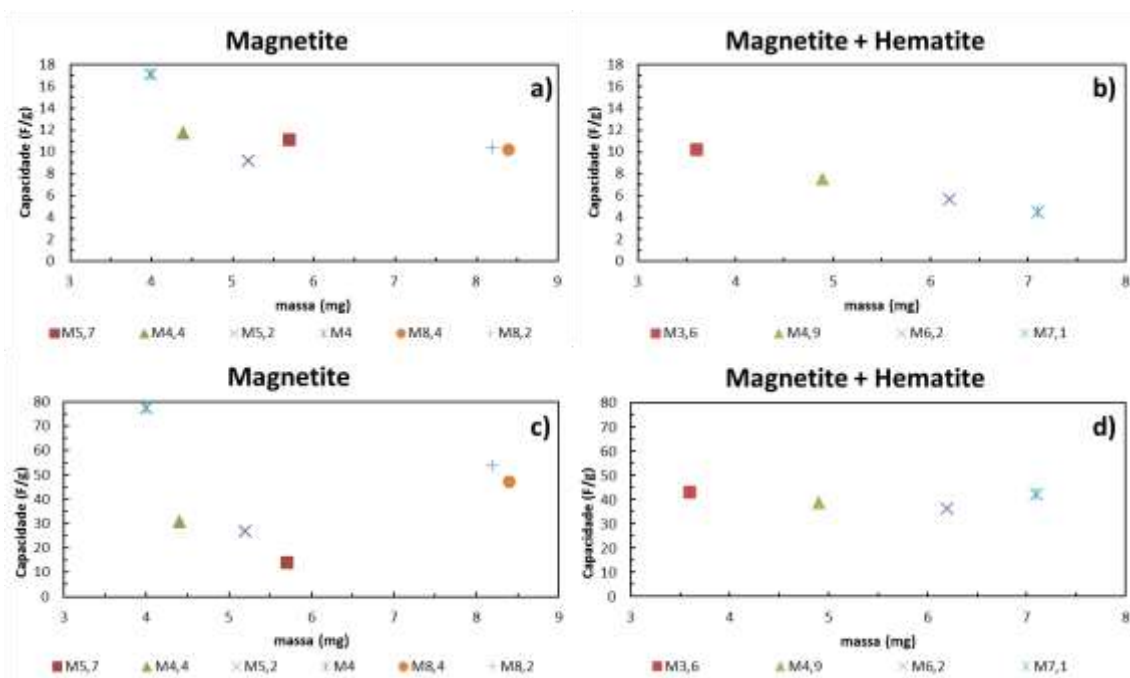 Magnetite
a)
Capacidade (F/g)
18
16
14
12
10
8
6
4
2
0
3 4 5 6 7 8 9
massa (mg)
M5,7 M4,4 M5,2 M4 M8,4 M8,2
Magnetite + Hematite
b)
Capacidade (F/g)
18
16
14
12
10
8
6
4
2
0
3 4 5 6 7 8
massa (mg)
M3,6 M4,9 M6,2 M7,1
Magnetite
c)
Capacidade (F/g)
80
70
60
50
40
30
20
10
0
3 4 5 6 7 8 9
massa (mg)
M5,7 M4,4 M5,2 M4 M8,4 M8,2
Magnetite + Hematite
d)
Capacidade (F/g)
80
70
60
50
40
30
20
10
0
3 4 5 6 7 8
massa (mg)
M3,6 M4,9 M6,2 M7,1